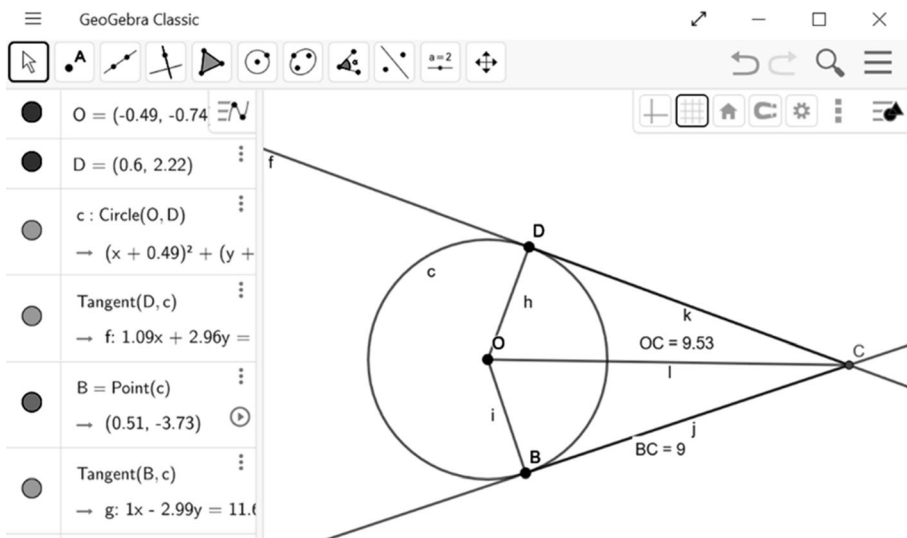 GeoGebra Classic
A
a=2
O = (-0.49, -0.74
D = (0.6, 2.22)
c : Circle(O, D)
→ (x + 0.49)² + (y +
Tangent(D, c)
→ f: 1.09x + 2.96y =
B = Point(c)
→ (0.51, -3.73)
Tangent(B, c)
→ g: 1x - 2.99y = 11.6
f
D
c
h
k
O
OC = 9.53
C
l
i
j
B
BC = 9